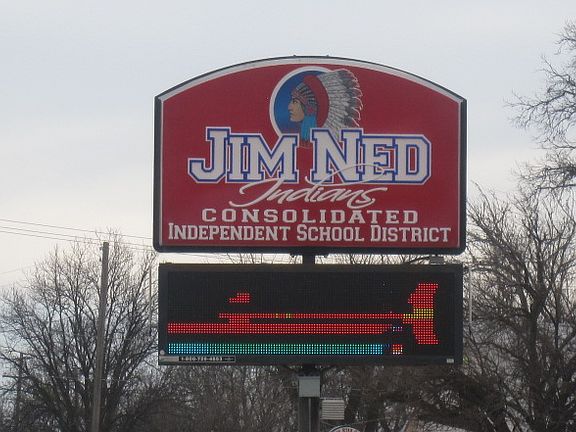 JIM NED
Indians
CONSOLIDATED
INDEPENDENT SCHOOL DISTRICT